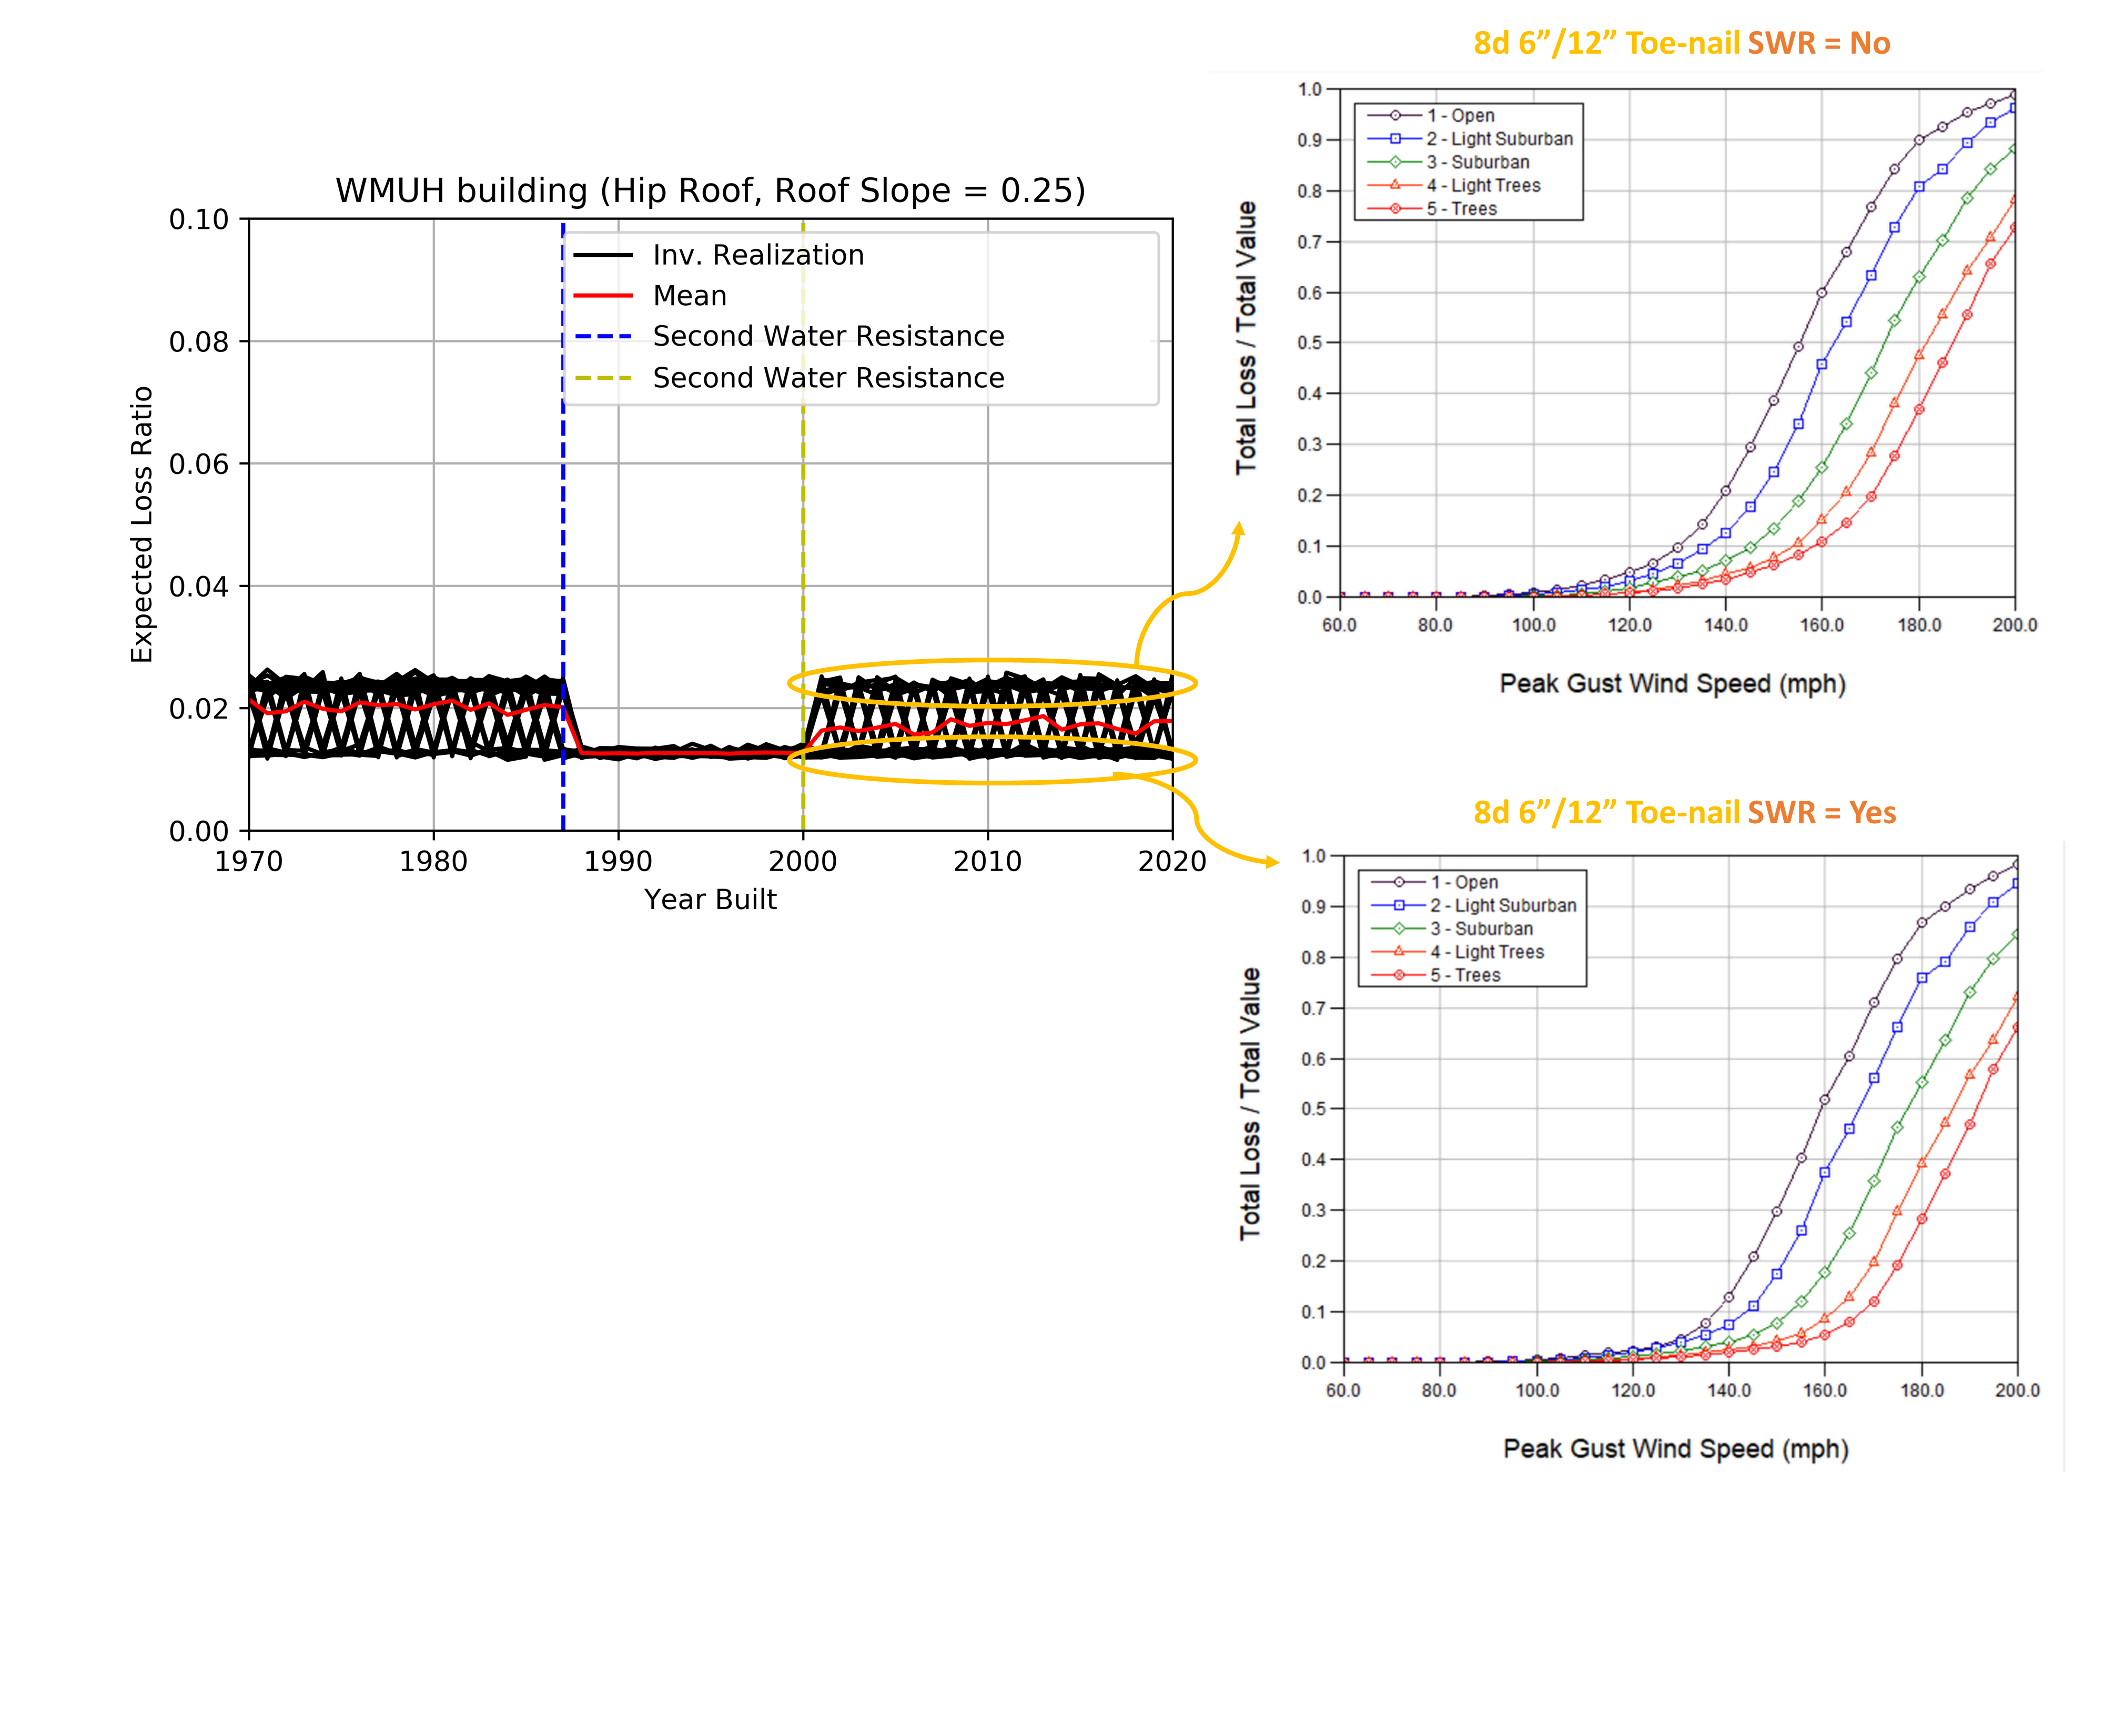 WMUH building (Hip Roof, Roof Slope = 0.25)
Expected Loss Ratio
0.10
0.08
0.06
0.04
0.02
0.00
Inv. Realization
Mean
Second Water Resistance
Second Water Resistance
1970 1980 1990 2000 2010 2020
Year Built
8d 6”/12” Toe-nail SWR = No
Total Loss / Total Value
1.0
0.9
0.8
0.7
0.6
0.5
0.4
0.3
0.2
0.1
0.0
1 - Open
2 - Light Suburban
3 - Suburban
4 - Light Trees
5 - Trees
60.0 80.0 100.0 120.0 140.0 160.0 180.0 200.0
Peak Gust Wind Speed (mph)
8d 6”/12” Toe-nail SWR = Yes
Total Loss / Total Value
1.0
0.9
0.8
0.7
0.6
0.5
0.4
0.3
0.2
0.1
0.0
1 - Open
2 - Light Suburban
3 - Suburban
4 - Light Trees
5 - Trees
60.0 80.0 100.0 120.0 140.0 160.0 180.0 200.0
Peak Gust Wind Speed (mph)